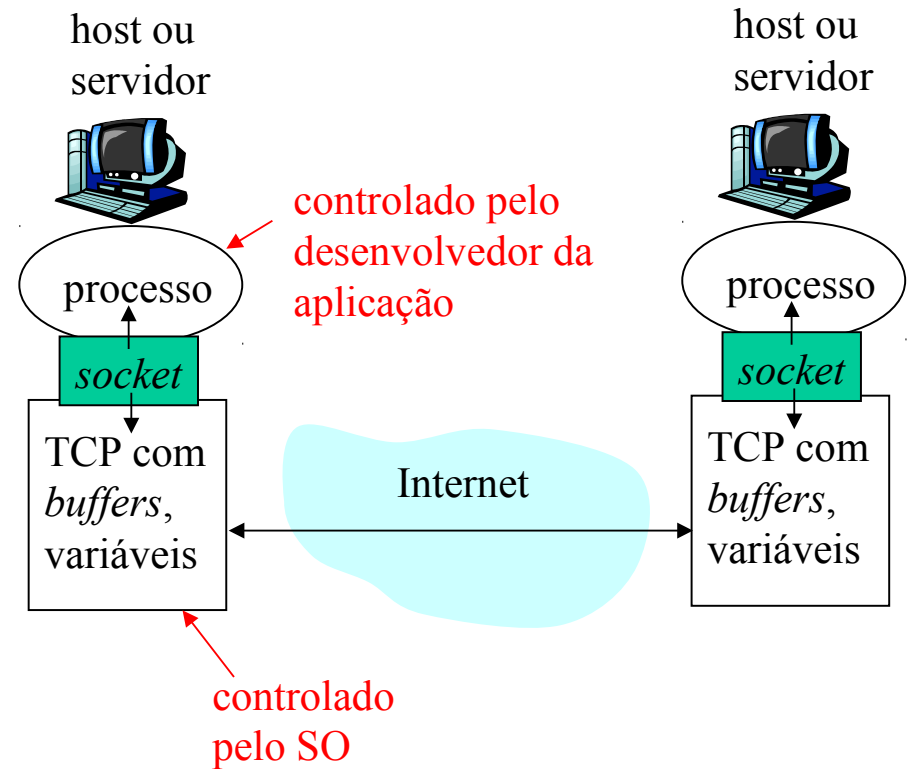 host ou
servidor
host ou
servidor
controlado pelo
desenvolvedor da
aplicação
processo
processo
socket
socket
TCP com
buffers,
variáveis
Internet
TCP com
buffers,
variáveis
controlado
pelo SO